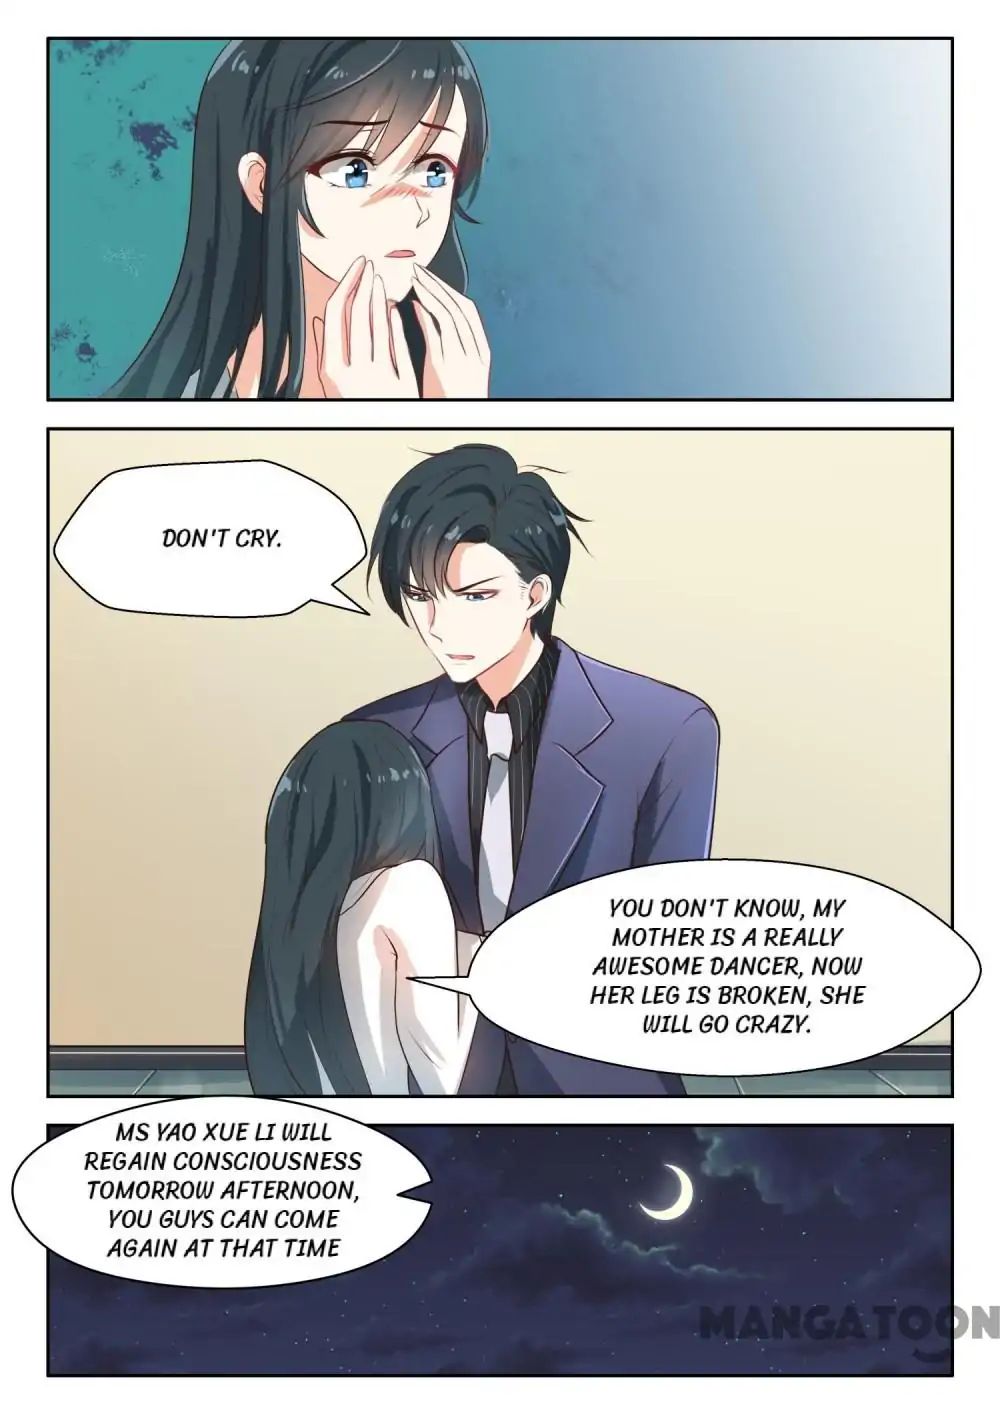 DON'T CRY.
YOU DON'T KNOW, MY
MOTHER IS A REALLY
AWESOME DANCER, NOW
HER LEG IS BROKEN, SHE
WILL GO CRAZY.
MS YAO XUE LI WILL
REGAIN CONSCIOUSNESS
TOMORROW AFTERNOON,
YOU GUYS CAN COME
AGAIN AT THAT TIME
MANGATOON